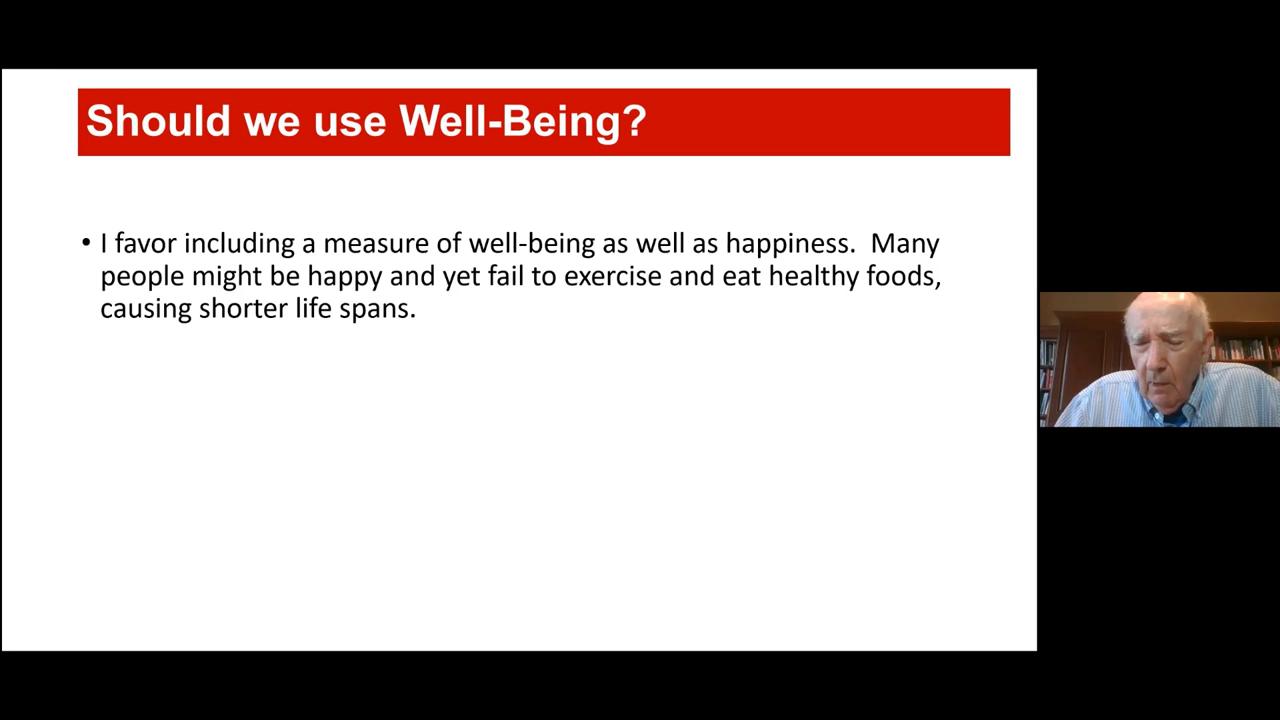 Should we use Well-Being?
• I favor including a measure of well-being as well as happiness.  Many
people might be happy and yet fail to exercise and eat healthy foods,
causing shorter life spans.